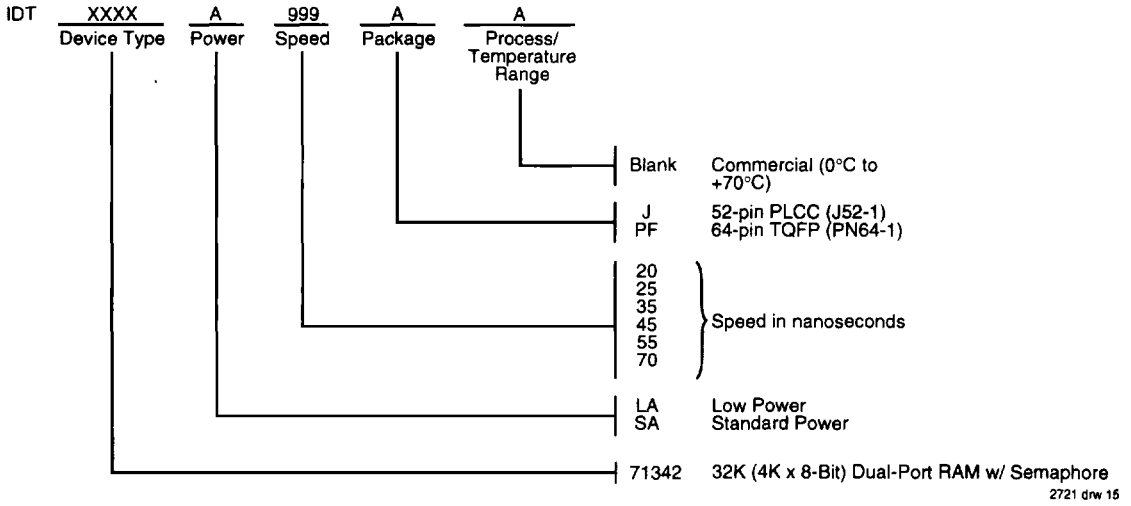 IDT XXXX A 999 A A
Device Type Power Speed Package Process/
Temperature
Range
Blank Commercial (0°C to
+70°C)
J 52-pin PLCC (J52-1)
PF 64-pin TQFP (PN64-1)
20
25
35
45 Speed in nanoseconds
55
70
LA Low Power
SA Standard Power
71342 32K (4K x 8-Bit) Dual-Port RAM w/ Semaphore
2721 drw 15